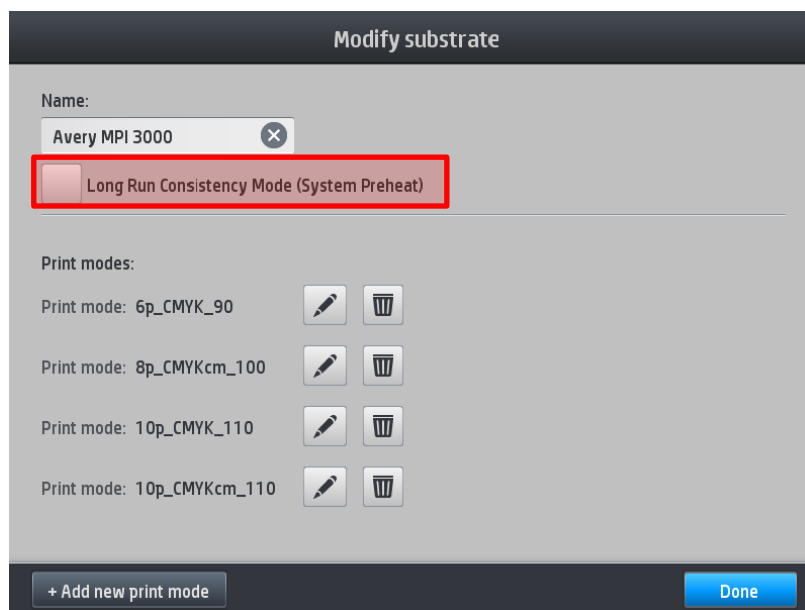 Modify substrate
Name:
Avery MPI 3000
Long Run Consistency Mode (System Preheat)
Print modes:
Print mode: 6p_CMYK_90
Print mode: 8p_CMYKcm_100
Print mode: 10p_CMYK_110
Print mode: 10p_CMYKcm_110
+ Add new print mode
Done